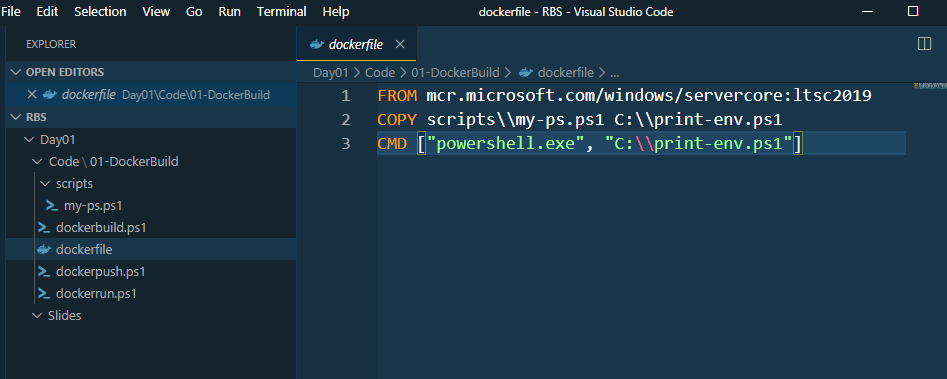 File Edit Selection View Go Run Terminal Help dockerfile - RBS - Visual Studio Code
EXPLORER
OPEN EDITORS
dockerfile Day01\Code\01-DockerBuild
RBS
Day01
Code \ 01-DockerBuild
scripts
my-ps.ps1
dockerbuild.ps1
dockerfile
dockerpush.ps1
dockerrun.ps1
Slides
dockerfile
Day01 > Code > 01-DockerBuild > dockerfile > ...
1 FROM mcr.microsoft.com/windows/servercore:ltsc2019
2 COPY scripts\\my-ps.ps1 C:\\print-env.ps1
3 CMD ["powershell.exe", "C:\\print-env.ps1"]